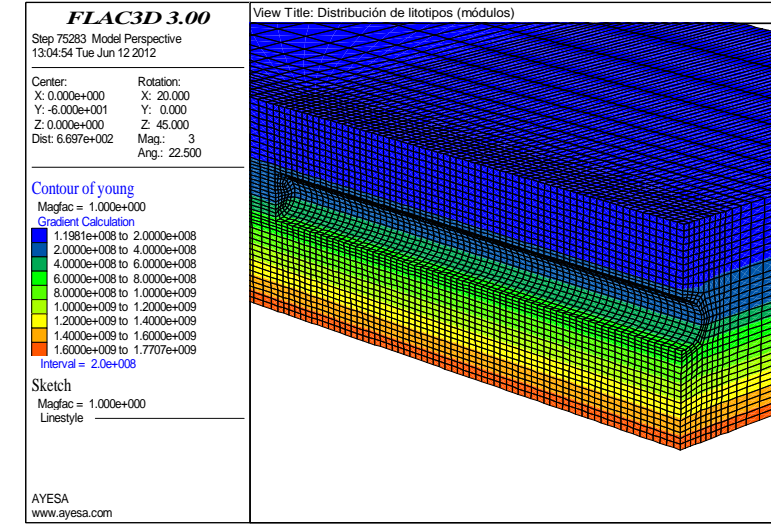 FLAC3D 3.00
Step 75283 Model Perspective
13:04:54 Tue Jun 12 2012
Center:
X: 0.000e+000
Y: -6.000e+001
Z: 0.000e+000
Dist: 6.697e+002
Rotation:
X: 20.000
Y: 0.000
Z: 45.000
Mag.: 3
Ang.: 22.500
Contour of young
Magfac = 1.000e+000
Gradient Calculation
1.1981e+008 to 2.0000e+008
2.0000e+008 to 4.0000e+008
4.0000e+008 to 6.0000e+008
6.0000e+008 to 8.0000e+008
8.0000e+008 to 1.0000e+009
1.0000e+009 to 1.2000e+009
1.2000e+009 to 1.4000e+009
1.4000e+009 to 1.6000e+009
1.6000e+009 to 1.7707e+009
Interval = 2.0e+008
Sketch
Magfac = 1.000e+000
Linestyle
AYESA
www.ayesa.com
View Title: Distribución de litotipos (módulos)